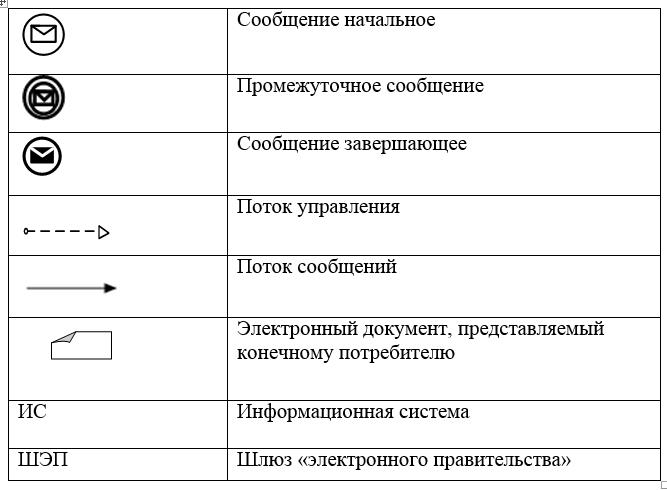 Сообщение начальное
Промежуточное сообщение
Сообщение завершающее
Поток управления
Поток сообщений
Электронный документ, представляемый
конечному потребителю
ИС
Информационная система
ШЭП
Шлюз «электронного правительства»